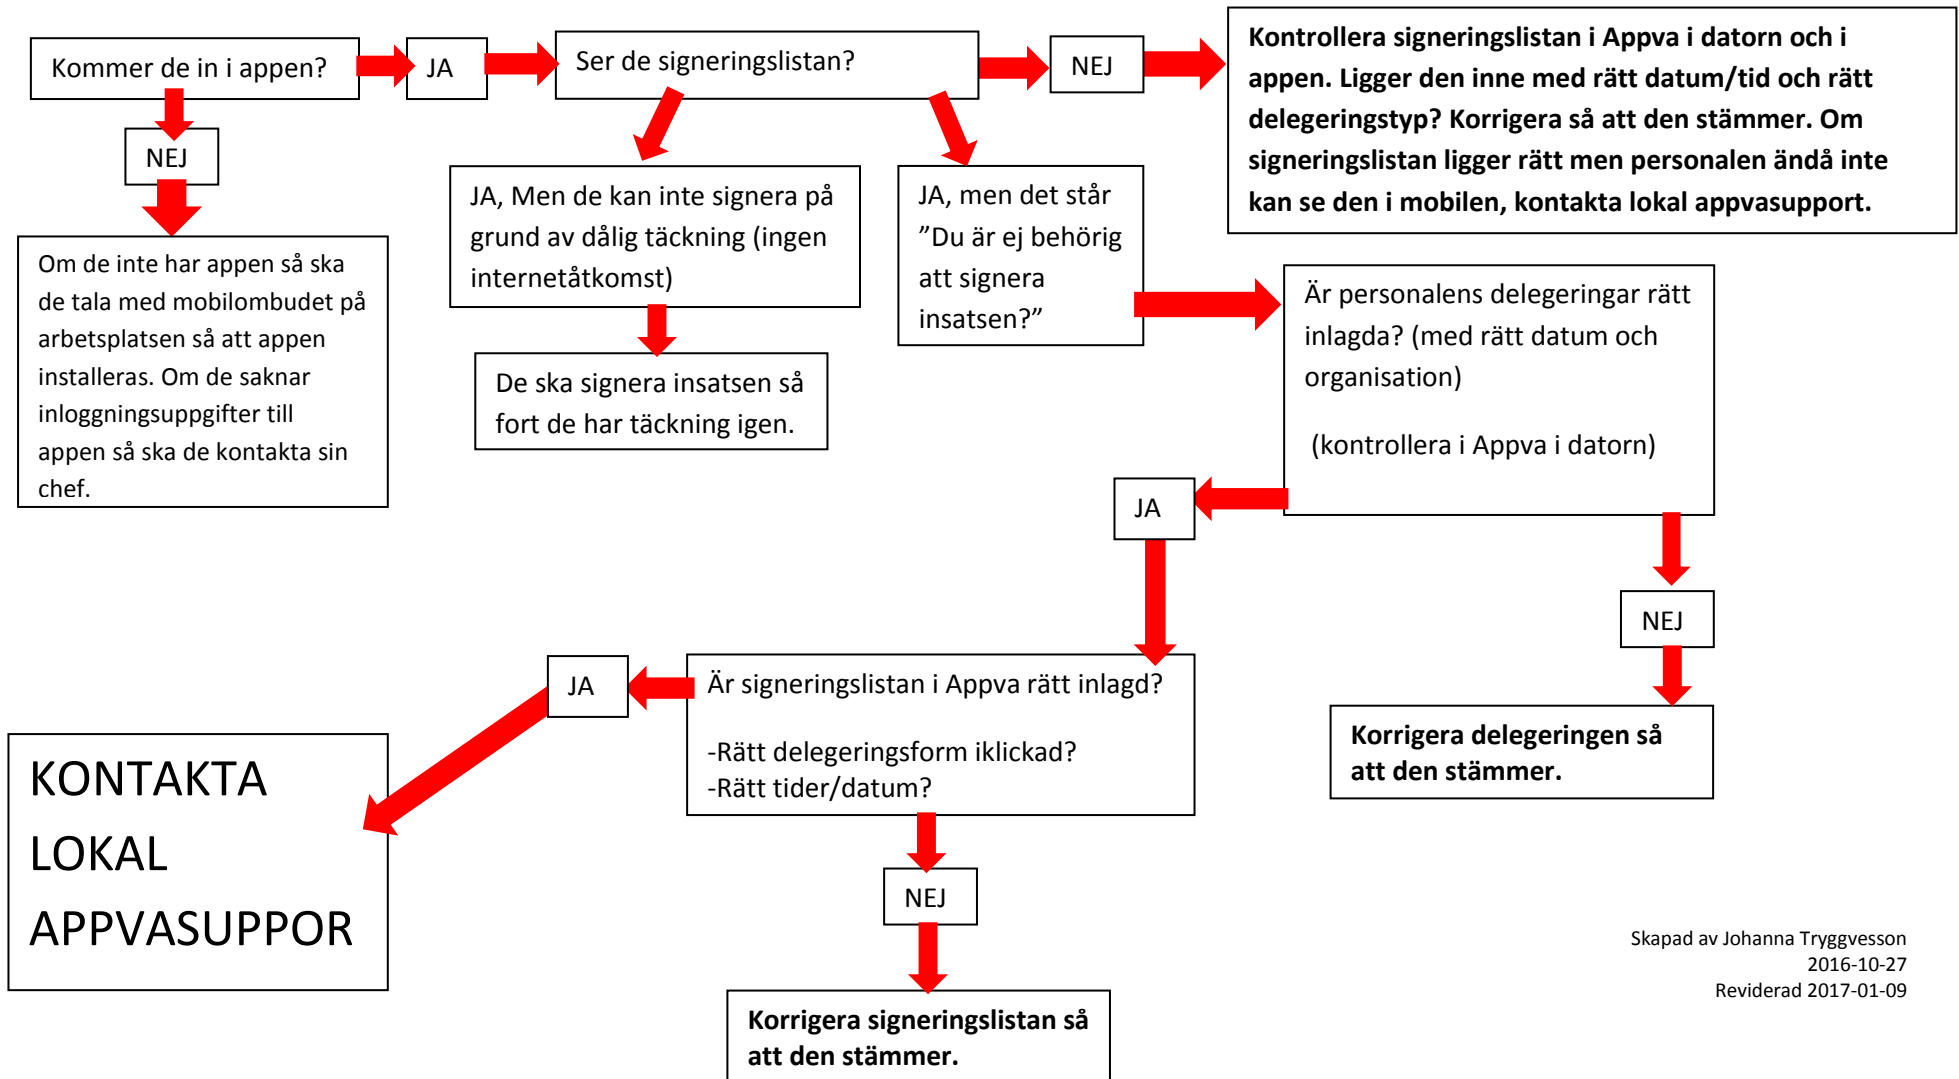 Kommer de in i appen?
JA
Ser de signeringslistan?
NEJ
Kontrollera signeringslistan i Appva i datorn och i
appen. Ligger den inne med rätt datum/tid och rätt
delegeringstyp? Korrigera så att den stämmer. Om
signeringslistan ligger rätt men personalen ändå inte
kan se den i mobilen, kontakta lokal appvasupport.
NEJ
Om de inte har appen så ska
de tala med mobilombudet på
arbetsplatsen så att appen
installeras. Om de saknar
inloggningsuppgifter till
appen så ska de kontakta sin
chef.
JA, Men de kan inte signera på
grund av dålig täckning (ingen
internetåtkomst)
De ska signera insatsen så
fort de har täckning igen.
JA, men det står
”Du är ej behörig
att signera
insatsen?”
Är personalens delegeringar rätt
inlagda? (med rätt datum och
organisation)
(kontrollera i Appva i datorn)
JA
NEJ
Korrigera delegeringen så
att den stämmer.
Är signeringslistan i Appva rätt inlagd?
-Rätt delegeringsform iklickad?
-Rätt tider/datum?
JA
KONTAKTA
LOKAL
APPVASUPPOR
NEJ
Korrigera signeringslistan så
att den stämmer.
Skapad av Johanna Tryggvesson
2016-10-27
Reviderad 2017-01-09